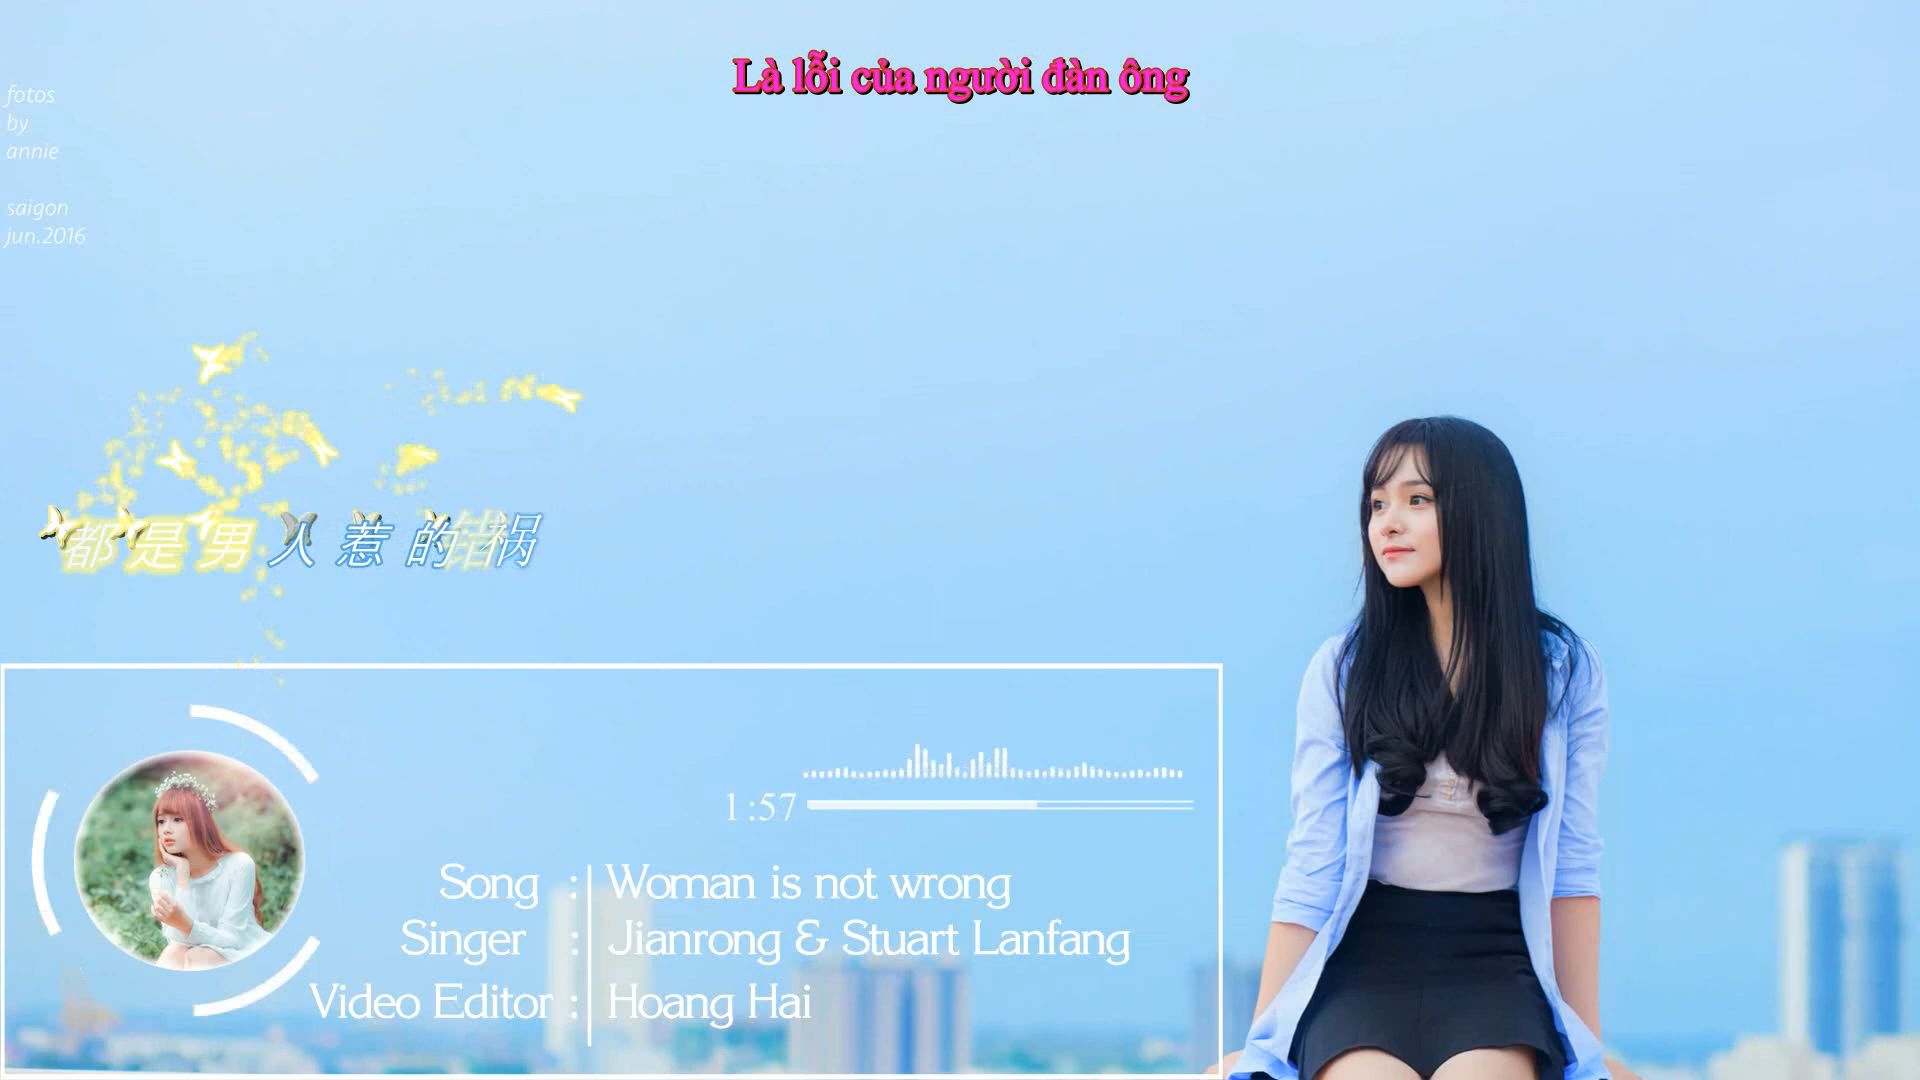 Là lỗi của người đàn ông
fotos
by
annie
saigon
jun.2016
都是男人惹的祸
1:57
Song : Woman is not wrong
Singer : Jianrong & Stuart Lanfang
Video Editor : Hoang Hai